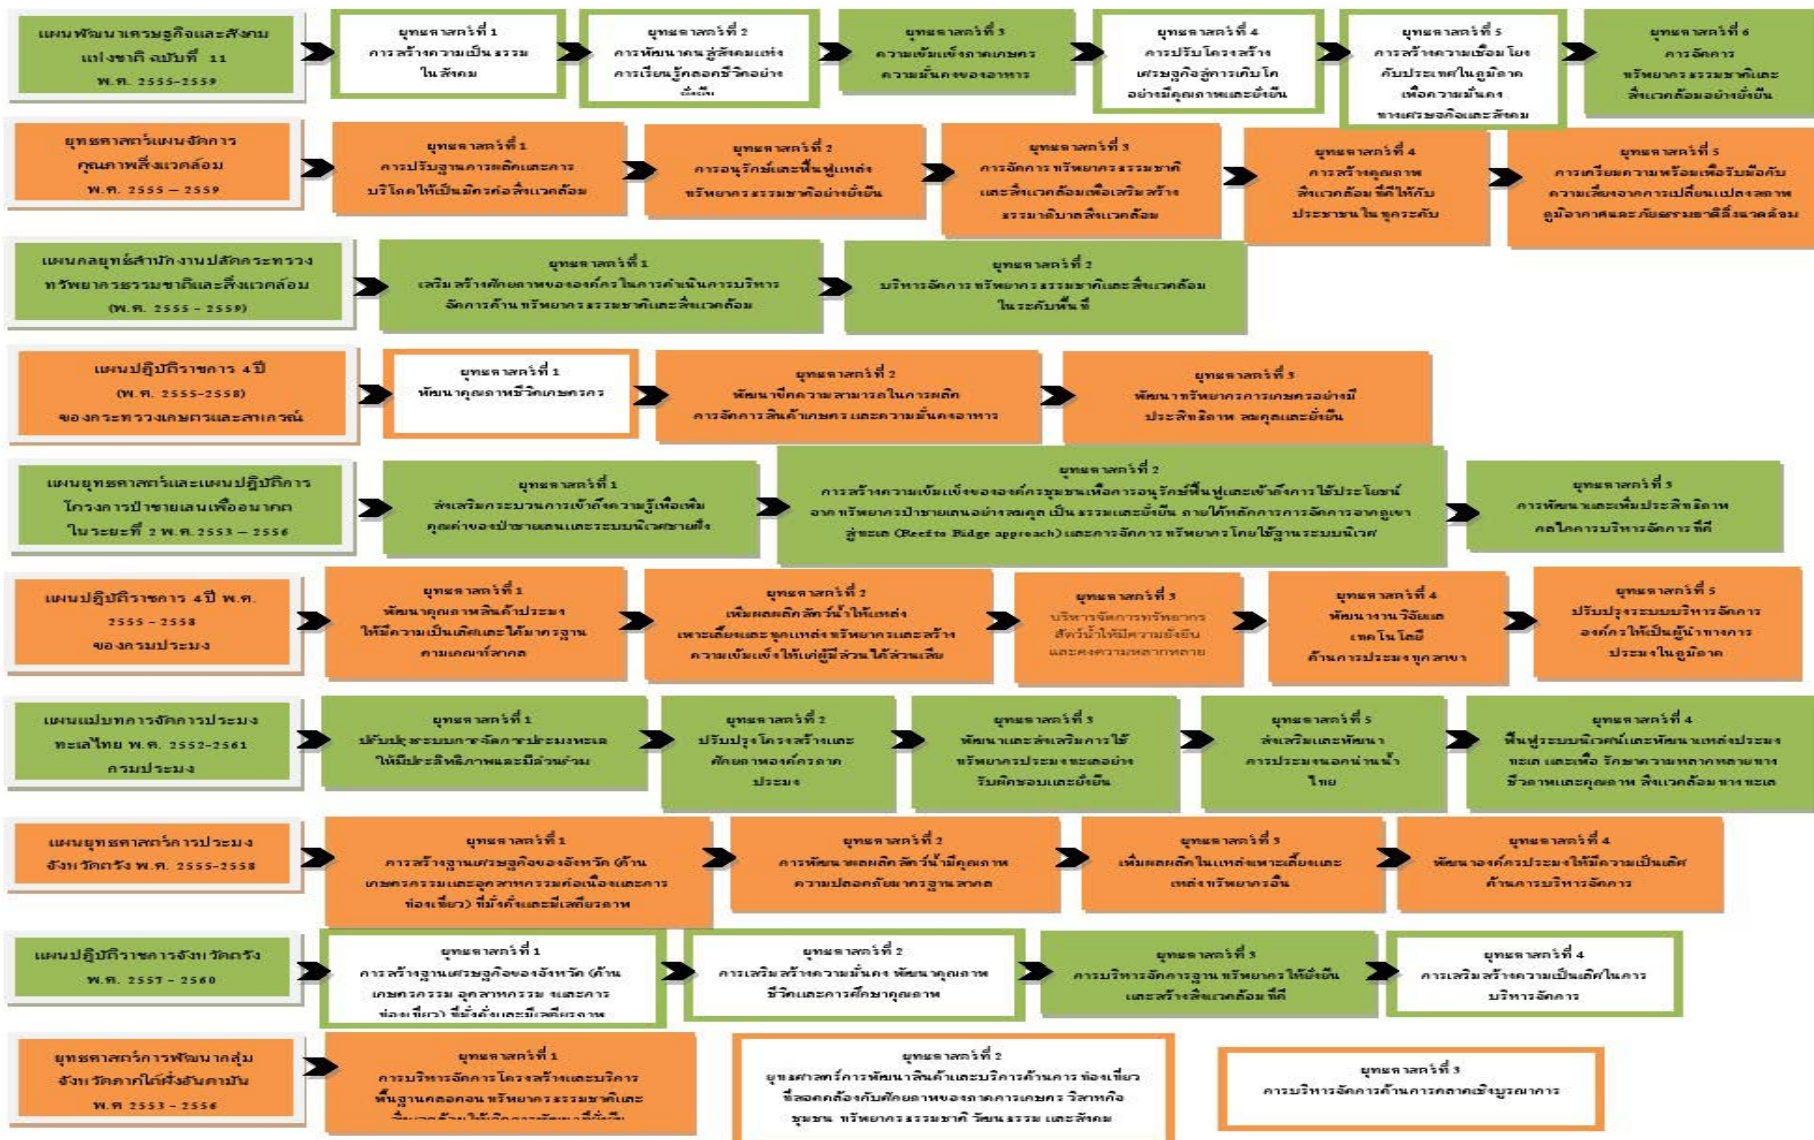 แผนพัฒนาเศรษฐกิจและสังคม
แห่งชาติ ฉบับที่ 11
พ.ศ. 2555-2559
ยุทธศาสตร์ที่ 1
การสร้างความเป็นธรรม
ในสังคม
ยุทธศาสตร์ที่ 2
การพัฒนาคนสู่สังคมแห่ง
การเรียนรู้ตลอดชีวิตอย่าง
ยั่งยืน
ยุทธศาสตร์ที่ 3
ความเข้มแข็งภาคเกษตร
ความมั่นคงของอาหาร
ยุทธศาสตร์ที่ 4
การปรับโครงสร้าง
เศรษฐกิจสู่การเติบโต
อย่างมีคุณภาพและยั่งยืน
ยุทธศาสตร์ที่ 5
การสร้างความเชื่อมโยง
กับประเทศในภูมิภาค
เพื่อความมั่นคง
ทางเศรษฐกิจและสังคม
ยุทธศาสตร์ที่ 6
การจัดการ
ทรัพยากรธรรมชาติและ
สิ่งแวดล้อมอย่างยั่งยืน
ยุทธศาสตร์แผนจัดการ
คุณภาพสิ่งแวดล้อม
พ.ศ. 2555 – 2559
ยุทธศาสตร์ที่ 1
การปรับฐานการผลิตและการ
บริโภคให้เป็นมิตรต่อสิ่งแวดล้อม
ยุทธศาสตร์ที่ 2
การอนุรักษ์และฟื้นฟูแหล่ง
ทรัพยากรธรรมชาติอย่างยั่งยืน
ยุทธศาสตร์ที่ 3
การจัดการทรัพยากรธรรมชาติ
และสิ่งแวดล้อมเพื่อเสริมสร้าง
ธรรมาภิบาลสิ่งแวดล้อม
ยุทธศาสตร์ที่ 4
การสร้างคุณภาพ
สิ่งแวดล้อมที่ดีให้กับ
ประชาชนในทุกระดับ
ยุทธศาสตร์ที่ 5
การเตรียมความพร้อมเพื่อรับมือกับ
ความเสี่ยงจากการเปลี่ยนแปลงสภาพ
ภูมิอากาศและภัยธรรมชาติสิ่งแวดล้อม
แผนกลยุทธ์สำนักงานปลัดกระทรวง
ทรัพยากรธรรมชาติและสิ่งแวดล้อม
(พ.ศ. 2555 - 2559)
ยุทธศาสตร์ที่ 1
เสริมสร้างศักยภาพขององค์กรในการดำเนินการบริหาร
จัดการด้านทรัพยากรธรรมชาติและสิ่งแวดล้อม
ยุทธศาสตร์ที่ 2
บริหารจัดการทรัพยากรธรรมชาติและสิ่งแวดล้อม
ในระดับพื้นที่
แผนปฏิบัติราชการ 4 ปี
(พ.ศ. 2555-2558)
ของกระทรวงเกษตรและสหกรณ์
ยุทธศาสตร์ที่ 1
พัฒนาคุณภาพชีวิตเกษตรกร
ยุทธศาสตร์ที่ 2
พัฒนาขีดความสามารถในการผลิต
การจัดการสินค้าเกษตร และความมั่นคงอาหาร
ยุทธศาสตร์ที่ 3
พัฒนาทรัพยากรการเกษตรอย่างมี
ประสิทธิภาพ สมดุลและยั่งยืน
แผนยุทธศาสตร์และแผนปฏิบัติการ
โครงการป่าชายเลนเพื่ออนาคต
ในระยะที่ 2 พ.ศ.2553 – 2556
ยุทธศาสตร์ที่ 1
ส่งเสริมกระบวนการเข้าถึงความรู้เพื่อเพิ่ม
คุณค่าของป่าชายเลนและระบบนิเวศชายฝั่ง
ยุทธศาสตร์ที่ 2
การสร้างความเข้มแข็งขององค์กรชุมชนเพื่อการอนุรักษ์ฟื้นฟูและเข้าถึงการใช้ประโยชน์
จากทรัพยากรป่าชายเลนอย่างสมดุล เป็นธรรมและยั่งยืน ภายใต้หลักการการจัดการจากภูเขา
สู่ทะเล (Reef to Ridge approach) และการจัดการทรัพยากรโดยใช้ฐานระบบนิเวศ
ยุทธศาสตร์ที่ 3
การพัฒนาและเพิ่มประสิทธิภาพ
กลไกการบริหารจัดการที่ดี
แผนปฏิบัติราชการ 4 ปี พ.ศ.
2555 - 2558
ของกรมประมง
ยุทธศาสตร์ที่ 1
พัฒนาคุณภาพสินค้าประมง
ให้มีความเป็นเลิศและได้มาตรฐาน
ตามเกณฑ์สากล
ยุทธศาสตร์ที่ 2
เพิ่มผลผลิตสัตว์น้ำให้แหล่ง
เพาะเลี้ยงและทุกแหล่งทรัพยากรและสร้าง
ความเข้มแข็งให้แก่ผู้มีส่วนได้ส่วนเสีย
ยุทธศาสตร์ที่ 3
บริหารจัดการทรัพยากร
สัตว์น้ำให้มีความยั่งยืน
และคงความหลากหลาย
ยุทธศาสตร์ที่ 4
พัฒนางานวิจัยแล
เทคโนโลยี
ด้านการประมงทุกสาขา
ยุทธศาสตร์ที่ 5
ปรับปรุงระบบบริหารจัดการ
องค์กรให้เป็นผู้นำทางการ
ประมงในภูมิภาค
แผนแม่บทการจัดการประมง
ทะเลไทย พ.ศ. 2552-2561
กรมประมง
ยุทธศาสตร์ที่ 1
ปรับปรุงระบบการจัดการประมงทะเล
ให้มีประสิทธิภาพและมีส่วนร่วม
ยุทธศาสตร์ที่ 2
ปรับปรุงโครงสร้างและ
ศักยภาพองค์กรภาค
ประมง
ยุทธศาสตร์ที่ 3
พัฒนาและส่งเสริมการใช้
ทรัพยากรประมงทะเลอย่าง
รับผิดชอบและยั่งยืน
ยุทธศาสตร์ที่ 5
ส่งเสริมและพัฒนา
การประมงนอกน่านน้ำ
ไทย
ยุทธศาสตร์ที่ 4
ฟื้นฟูระบบนิเวศน์และพัฒนาแหล่งประมง
ทะเล และเพื่อ รักษาความหลากหลายทาง
ชีวภาพและคุณภาพ สิ่งแวดล้อมทางทะเล
แผนยุทธศาสตร์การประมง
จังหวัดตรัง พ.ศ. 2555-2558
ยุทธศาสตร์ที่ 1
การสร้างฐานเศรษฐกิจของจังหวัด (ด้าน
เกษตรกรรมและอุตสาหกรรมต่อเนื่องและการ
ท่องเที่ยว) ที่มั่งคั่งและมีเสถียรภาพ
ยุทธศาสตร์ที่ 2
การพัฒนาผลผลิตสัตว์น้ำมีคุณภาพ
ความปลอดภัยมาตรฐานสากล
ยุทธศาสตร์ที่ 3
เพิ่มผลผลิตในแหล่งเพาะเลี้ยงและ
แหล่งทรัพยากรอื่น
ยุทธศาสตร์ที่ 4
พัฒนาองค์กรประมงให้มีความเป็นเลิศ
ด้านการบริหารจัดการ
แผนปฏิบัติราชการจังหวัดตรัง
พ.ศ. 2557 - 2560
ยุทธศาสตร์ที่ 1
การสร้างฐานเศรษฐกิจของจังหวัด (ด้าน
เกษตรกรรม อุตสาหกรรม งและการ
ท่องเที่ยว) ที่มั่งคั่งและมีเสถียรภาพ
ยุทธศาสตร์ที่ 2
การเสริมสร้างความมั่นคง พัฒนาคุณภาพ
ชีวิตและการศึกษาคุณภาพ
ยุทธศาสตร์ที่ 3
การบริหารจัดการฐานทรัพยากรให้ยั่งยืน
และสร้างสิ่งแวดล้อมที่ดี
ยุทธศาสตร์ที่ 4
การเสริมสร้างความเป็นเลิศในการ
บริหารจัดการ
ยุทธศาสตร์การพัฒนากลุ่ม
จังหวัดภาคใต้ฝั่งอันดามัน
พ.ศ 2553 - 2556
ยุทธศาสตร์ที่ 1
การบริหารจัดการโครงสร้างและบริการ
พื้นฐานตลอดจนทรัพยากรธรรมชาติและ
สิ่งแวดล้อมให้เกิดการพัฒนาที่ยั่งยืน
ยุทธศาสตร์ที่ 2
ยุทธศาสตร์การพัฒนาสินค้าและบริการด้านการท่องเที่ยว
ที่สอดคล้องกับศักยภาพของภาคการเกษตร วิสาหกิจ
ชุมชน ทรัพยากรธรรมชาติ วัฒนธรรม และสังคม
ยุทธศาสตร์ที่ 3
การบริหารจัดการด้านการตลาดเชิงบูรณาการ